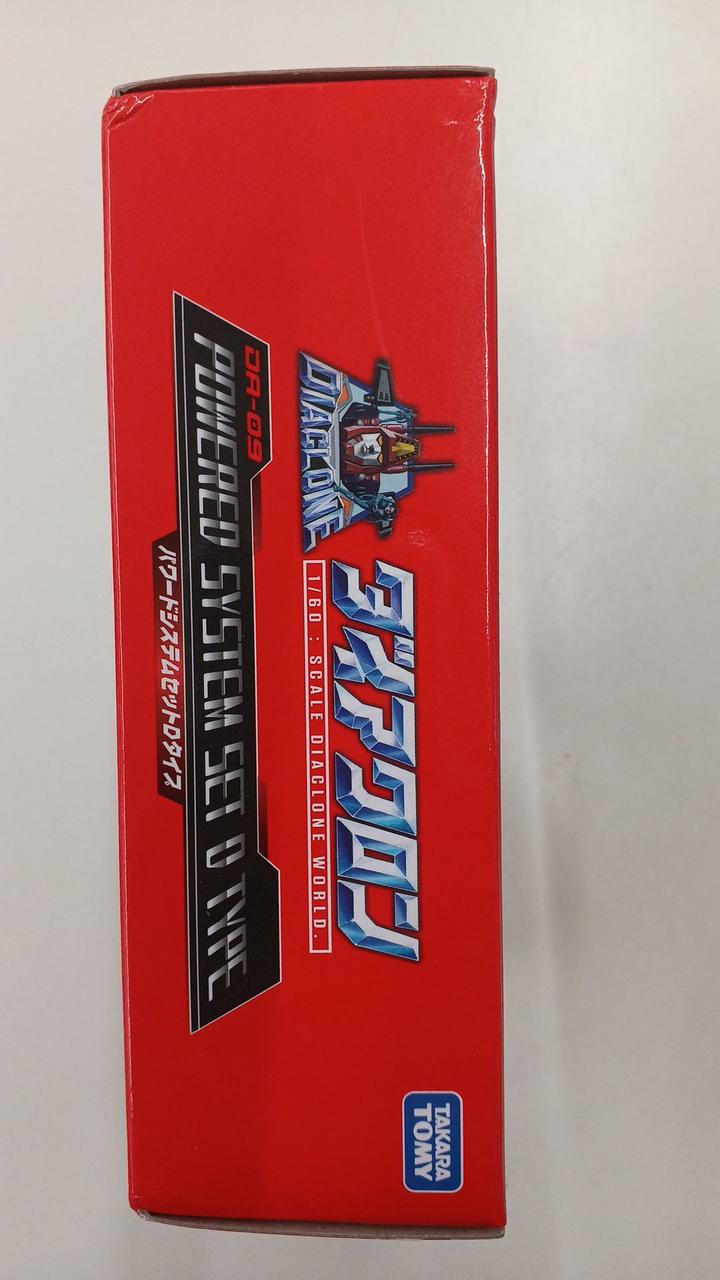 DIACLONE
ダイアクロン
1/60 : SCALE DIACLONE WORLD.
DA-09
POWERED SYSTEM SET D TYPE
パワードシステムセットDタイプ
TAKARA
TOMY